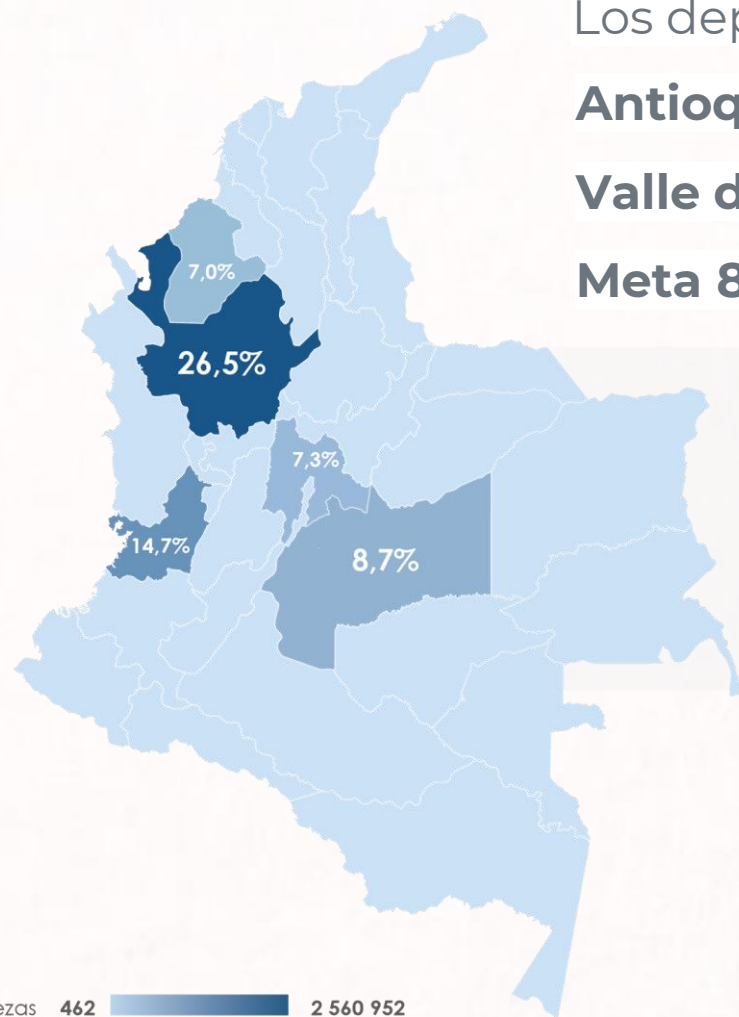 Los dep
Antioq
Valle d
Meta 8
7,0%
26,5%
7,3%
14,7%
8,7%
ezas 462 2 560 952